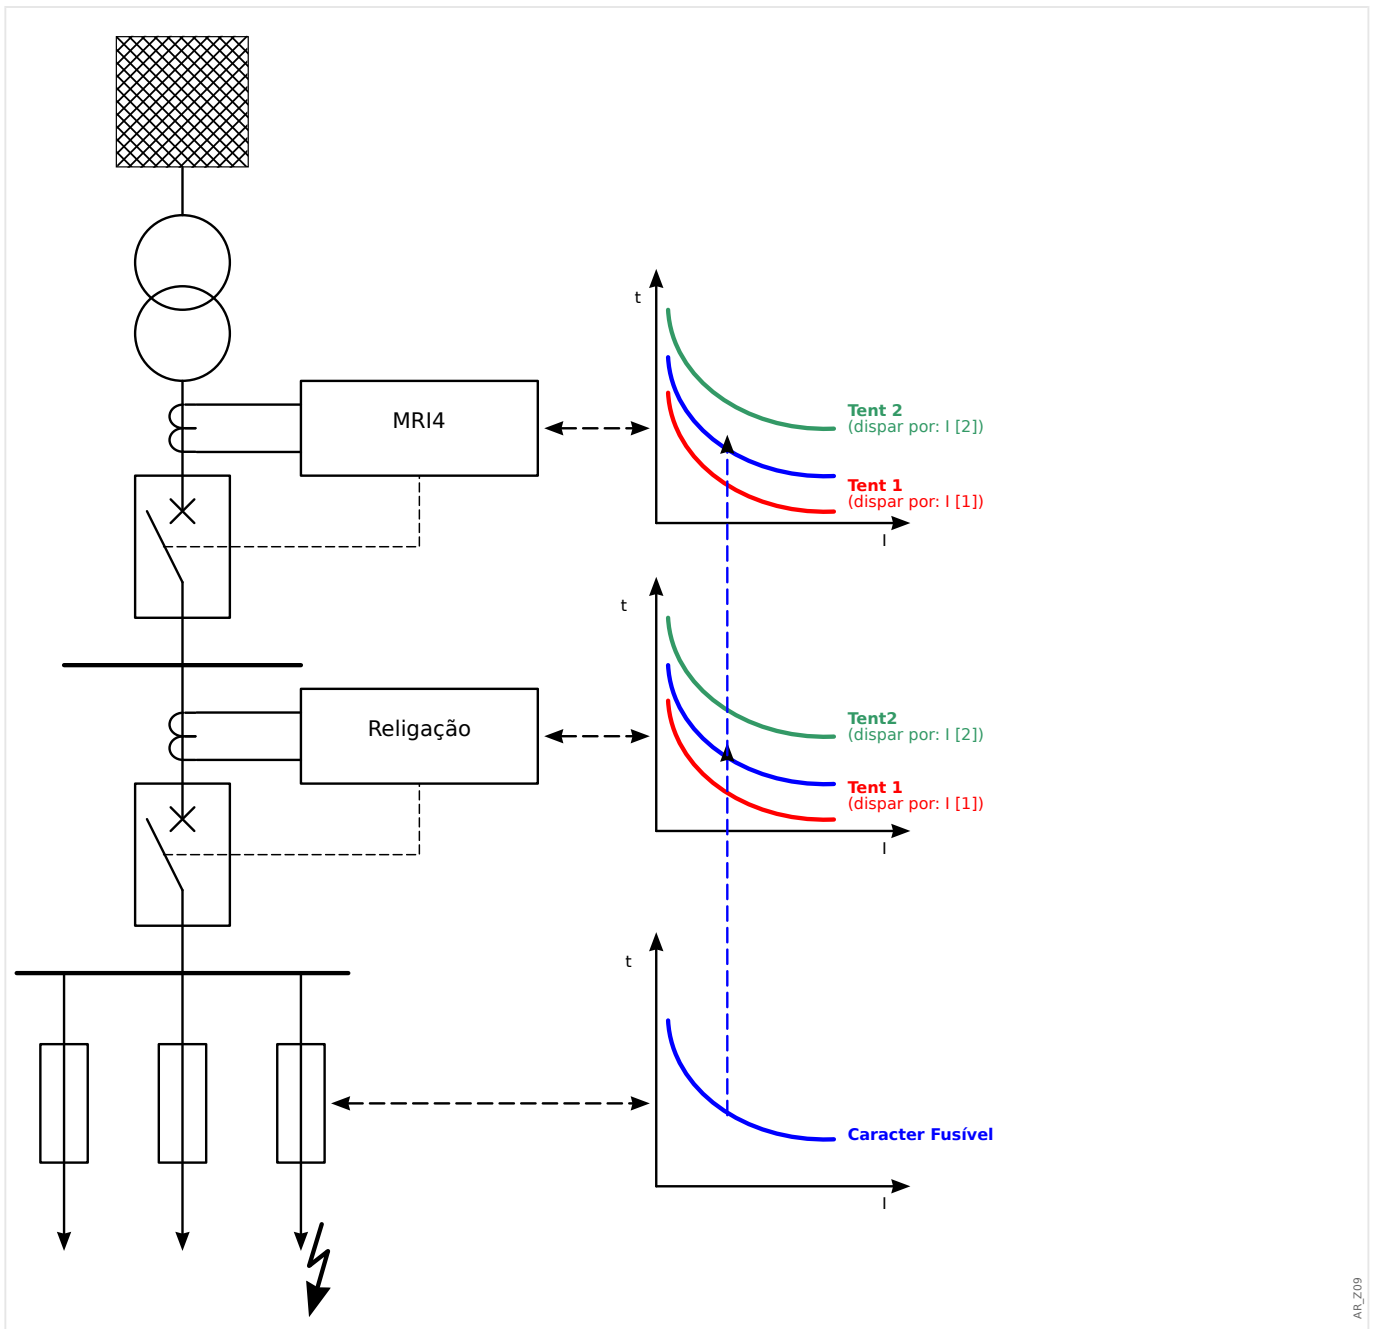 t
MRI4
Tent 2
(dispar por: I [2])
Tent 1
(dispar por: I [1])
I
t
Religação
Tent2
(dispar por: I [2])
Tent 1
(dispar por: I [1])
I
t
Caracter Fusível
I
AR_Z09